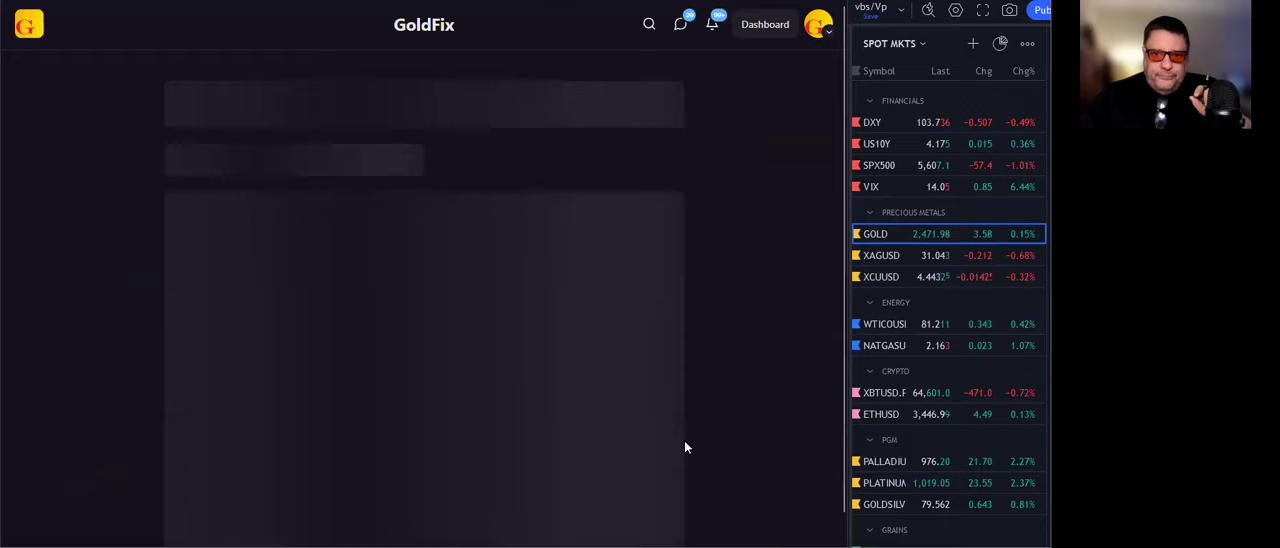 G
GoldFix
20
99+
Dashboard
G
vbs/Vp
Save
Pub
SPOT MKTS
Symbol Last Chg Chg%
FINANCIALS
DXY 103.736 −0.507 −0.49%
US10Y 4.175 0.015 0.36%
SPX500 5,607.1 −57.4 −1.01%
VIX 14.05 0.85 6.44%
PRECIOUS METALS
GOLD 2,471.98 3.58 0.15%
XAGUSD 31.043 −0.212 −0.68%
XCUUSD 4.44325 −0.0142 −0.32%
ENERGY
WTICOUSI 81.211 0.343 0.42%
NATGASU 2.163 0.023 1.07%
CRYPTO
XBTUSD.F 64,601.0 −471.0 −0.72%
ETHUSD 3,446.99 4.49 0.13%
PGM
PALLADIU 976.20 21.70 2.27%
PLATINUM 1,019.05 23.55 2.37%
GOLDSILV 79.562 0.643 0.81%
GRAINS